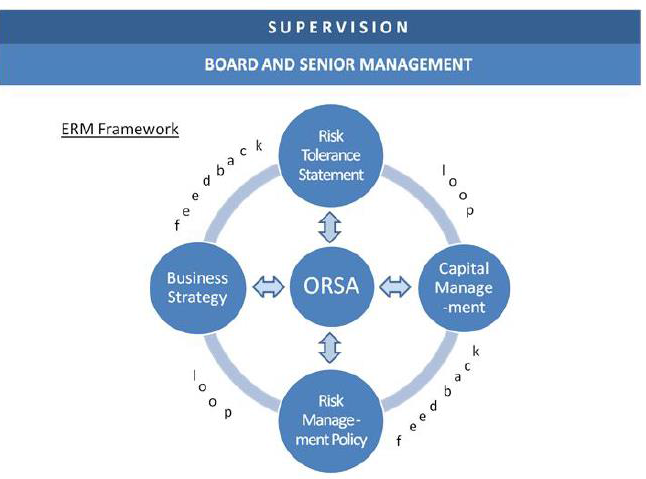 SUPERVISION
BOARD AND SENIOR MANAGEMENT
ERM Framework
feedback
loop
Risk
Tolerance
Statement
Business
Strategy
ORSA
Capital
Manage
-ment
Risk
Manage-
ment Policy
loop
feedback